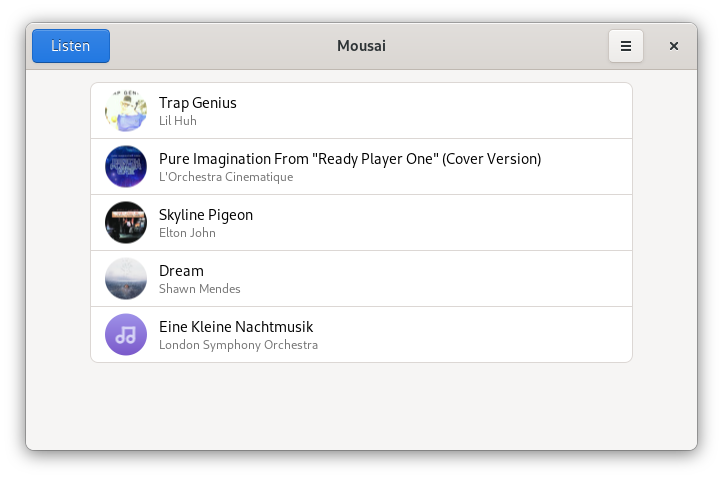 Listen
Mousai
Trap Genius
Lil Huh
Pure Imagination From "Ready Player One" (Cover Version)
L'Orchestra Cinematique
Skyline Pigeon
Elton John
Dream
Shawn Mendes
Eine Kleine Nachtmusik
London Symphony Orchestra